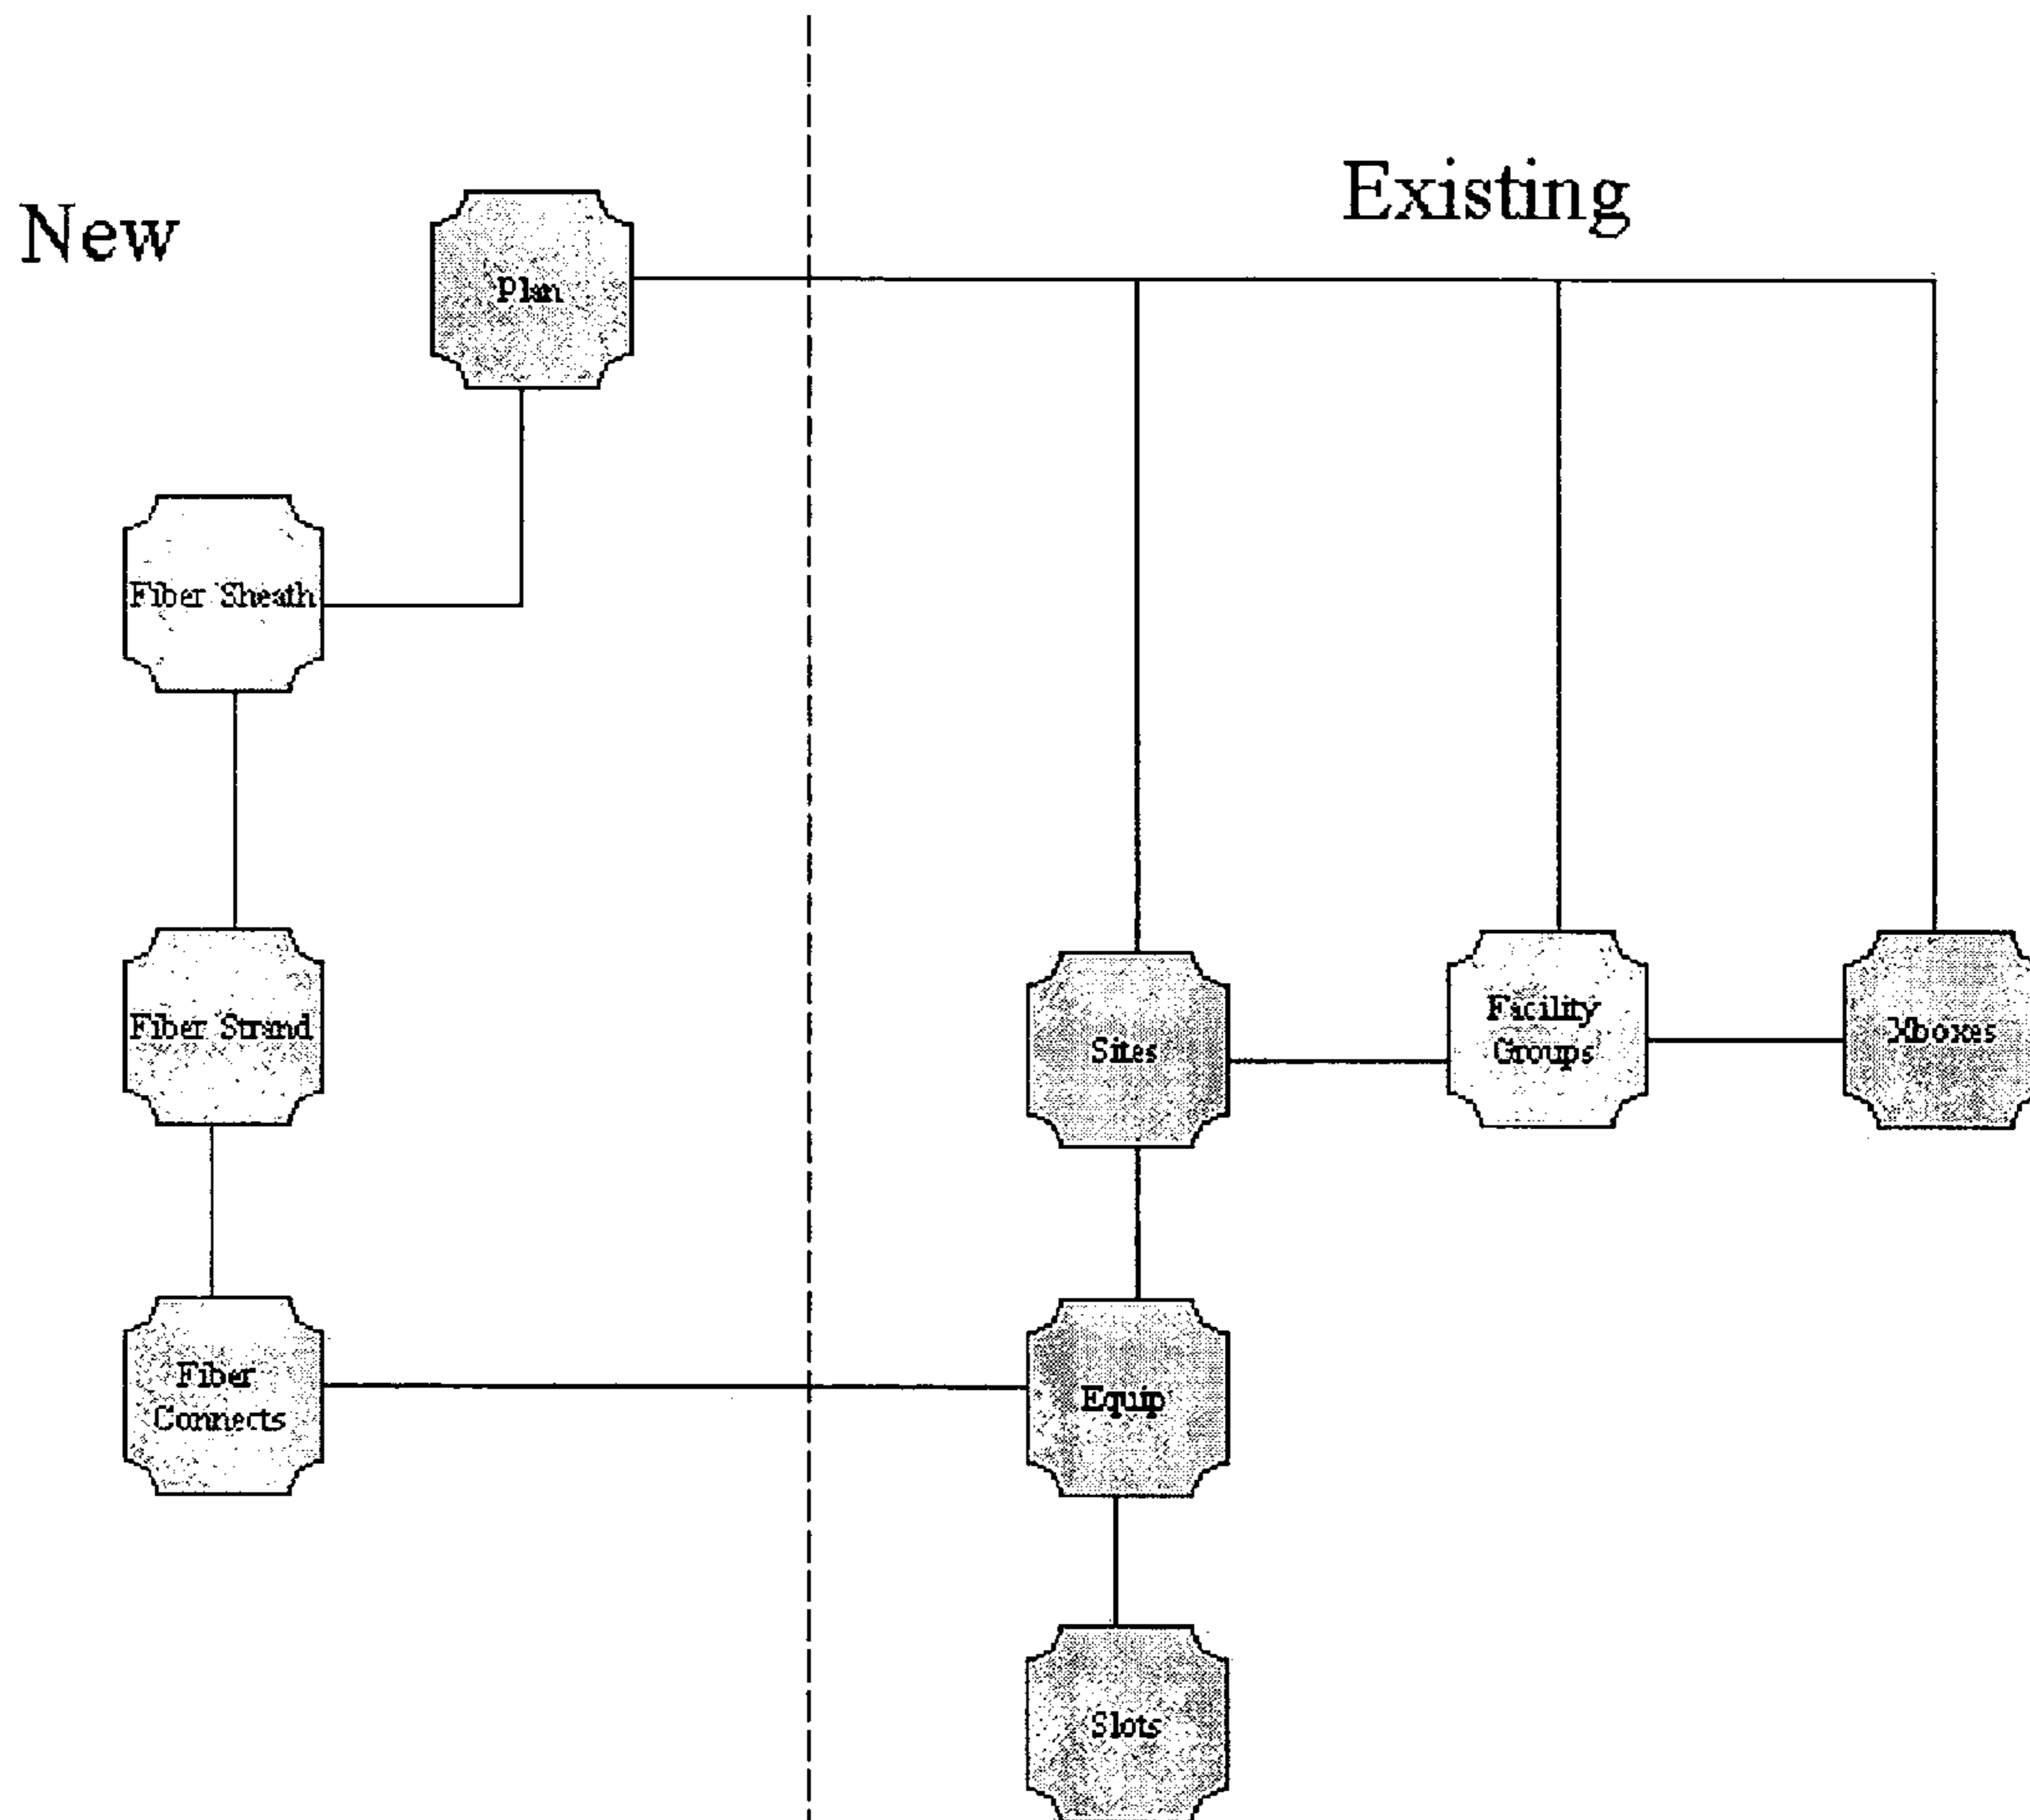 New
Existing
Plan
Fiber Sheath
Fiber Strand
Sites
Facility
Groups
Xboxes
Fiber
Connects
Equip
Slots